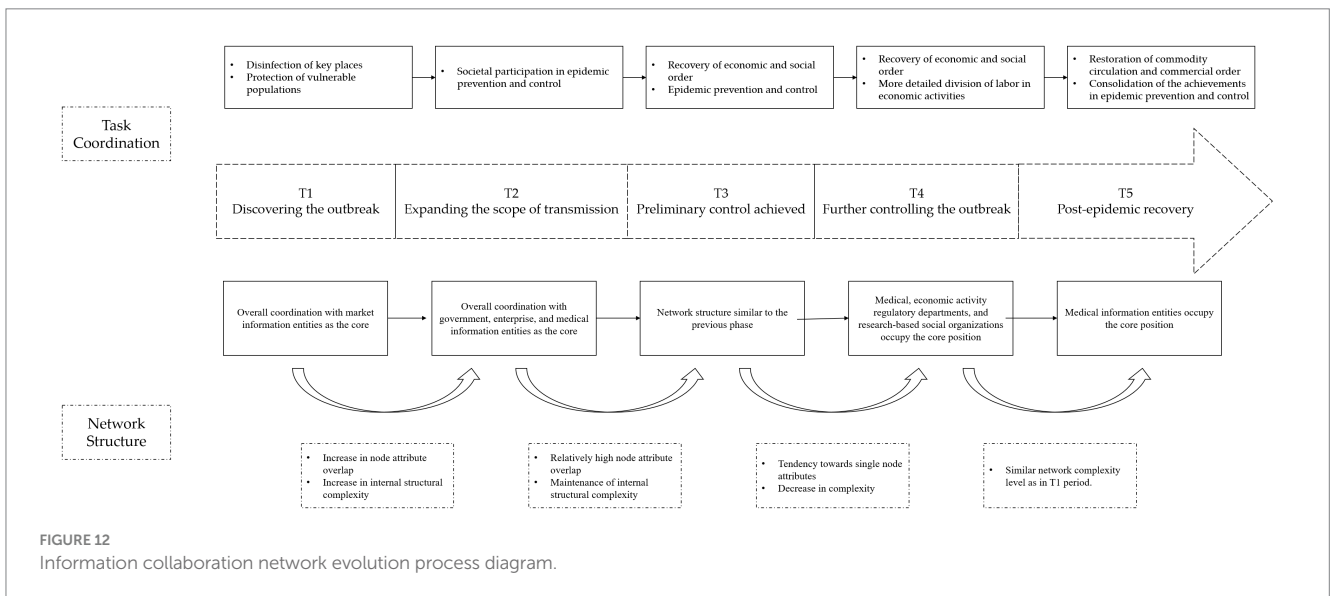 • Disinfection of key places
• Protection of vulnerable
populations
• Societal participation in epidemic
prevention and control
• Recovery of economic and social
order
• Epidemic prevention and control
• Recovery of economic and social
order
• More detailed division of labor in
economic activities
• Restoration of commodity
circulation and commercial order
• Consolidation of the achievements
in epidemic prevention and control
Task
Coordination
T1
Discovering the outbreak
T2
Expanding the scope of transmission
T3
Preliminary control achieved
T4
Further controlling the outbreak
T5
Post-epidemic recovery
Overall coordination with market
information entities as the core
Overall coordination with
government, enterprise, and medical
information entities as the core
Network structure similar to the
previous phase
Medical, economic activity
regulatory departments, and
research-based social organizations
occupy the core position
Medical information entities occupy
the core position
Network
Structure
• Increase in node attribute
overlap
• Increase in internal structural
complexity
• Relatively high node attribute
overlap
• Maintenance of internal
structural complexity
• Tendency towards single node
attributes
• Decrease in complexity
• Similar network complexity
level as in T1 period.
FIGURE 12
Information collaboration network evolution process diagram.